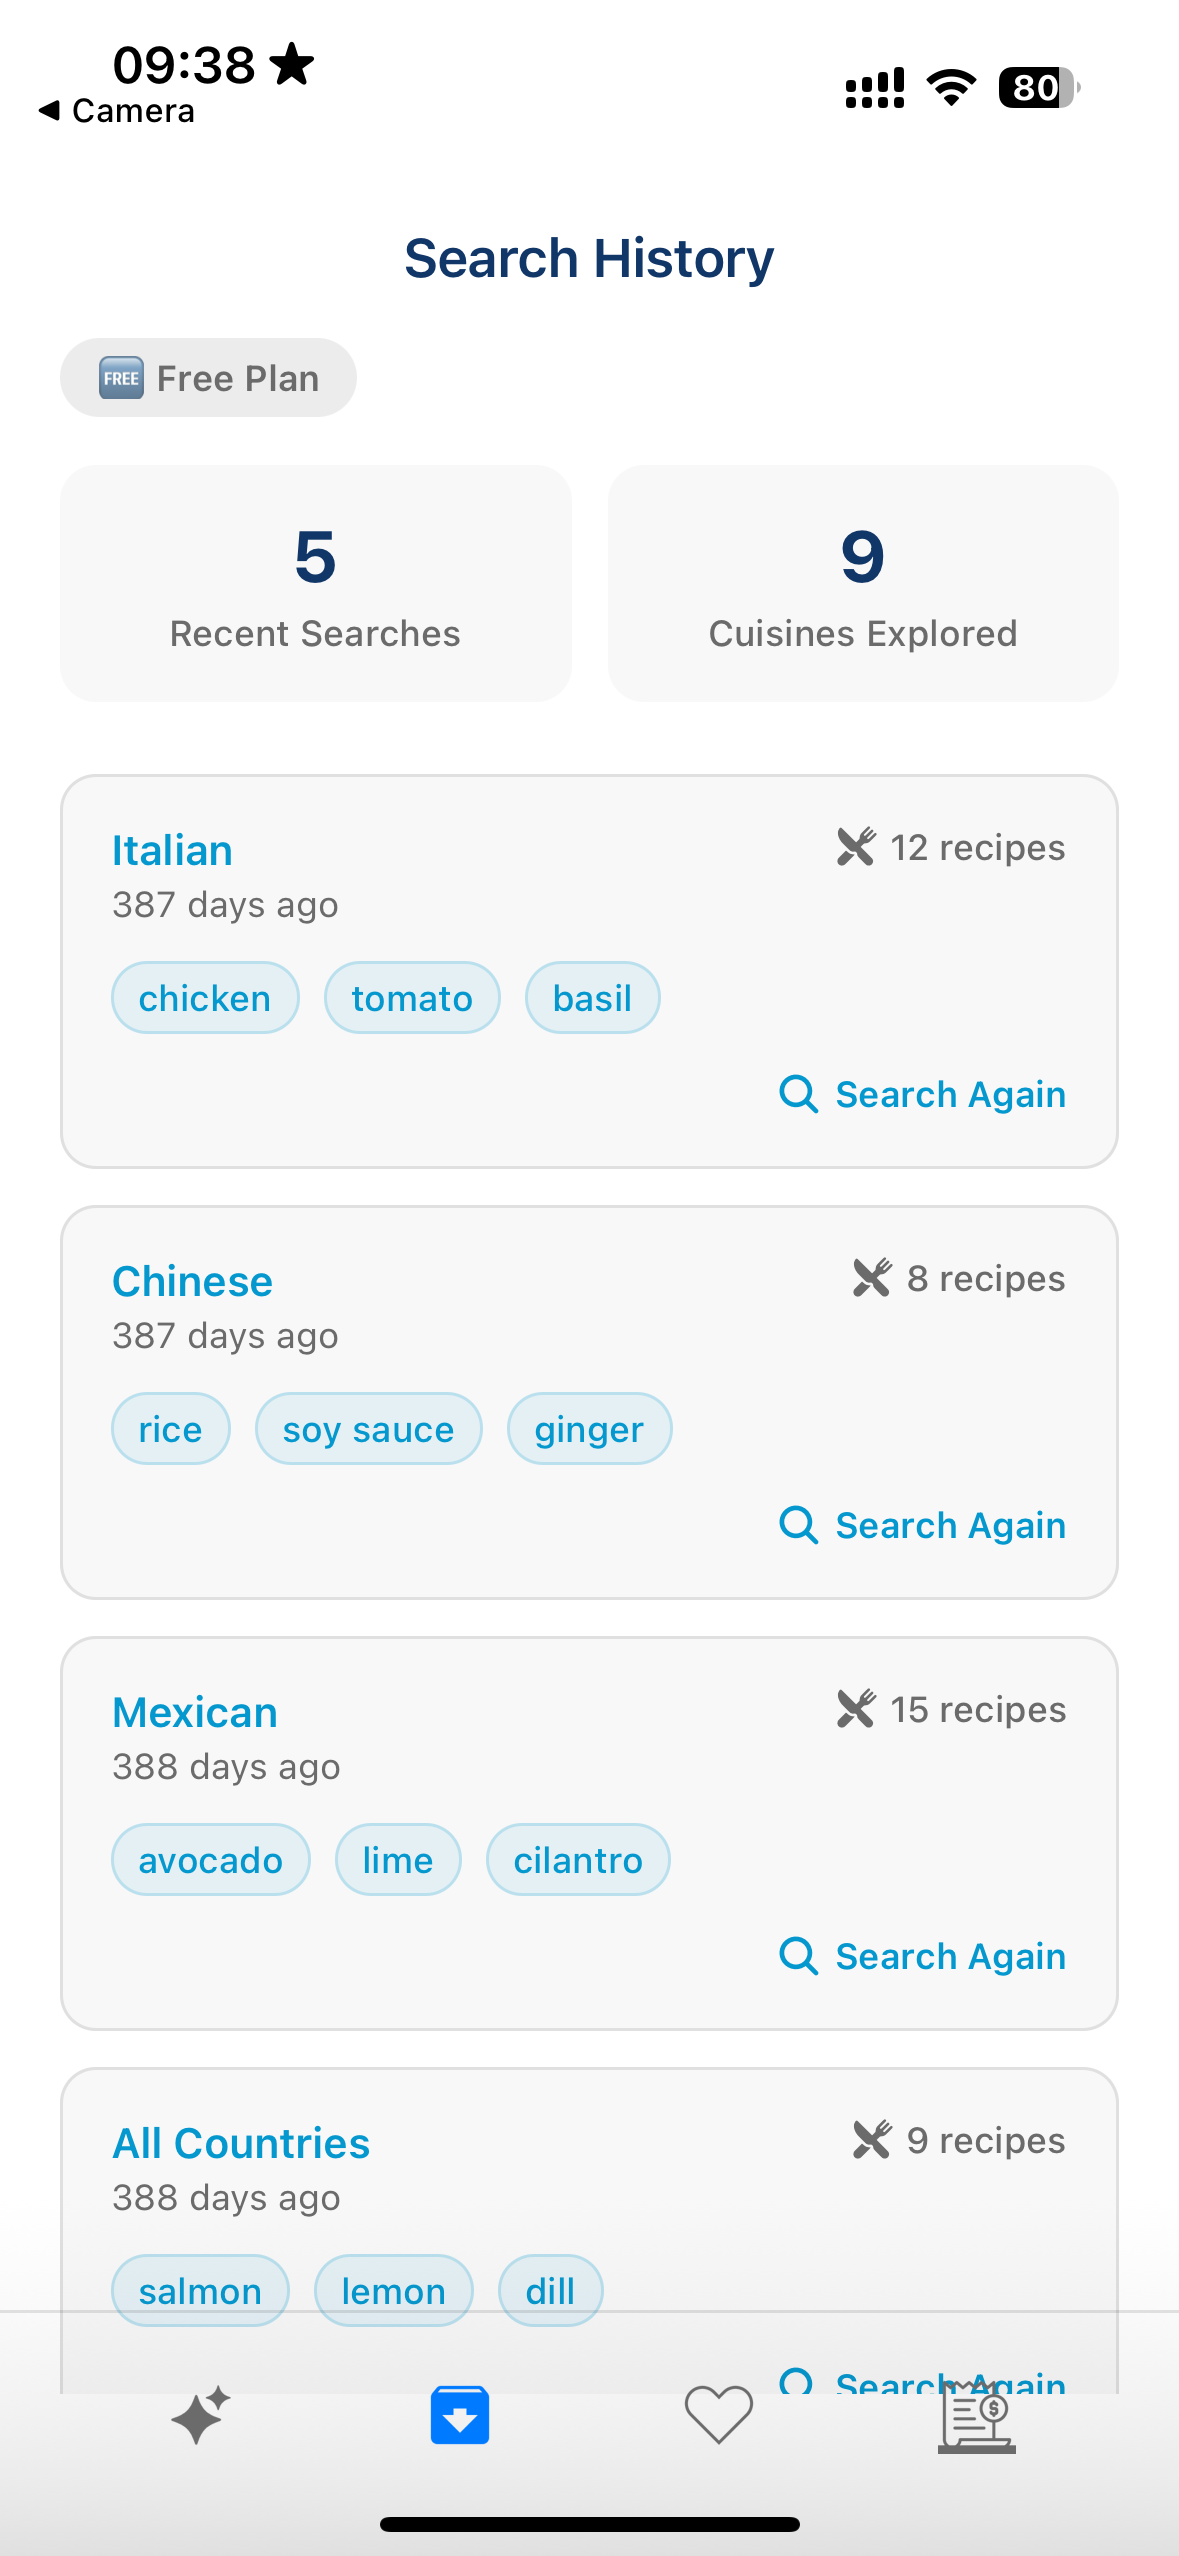 09:38
Camera
80
Search History
FREE Free Plan
5
Recent Searches
9
Cuisines Explored
Italian
12 recipes
387 days ago
chicken tomato basil
Search Again
Chinese
8 recipes
387 days ago
rice soy sauce ginger
Search Again
Mexican
15 recipes
388 days ago
avocado lime cilantro
Search Again
All Countries
9 recipes
388 days ago
salmon lemon dill
Search Again
$